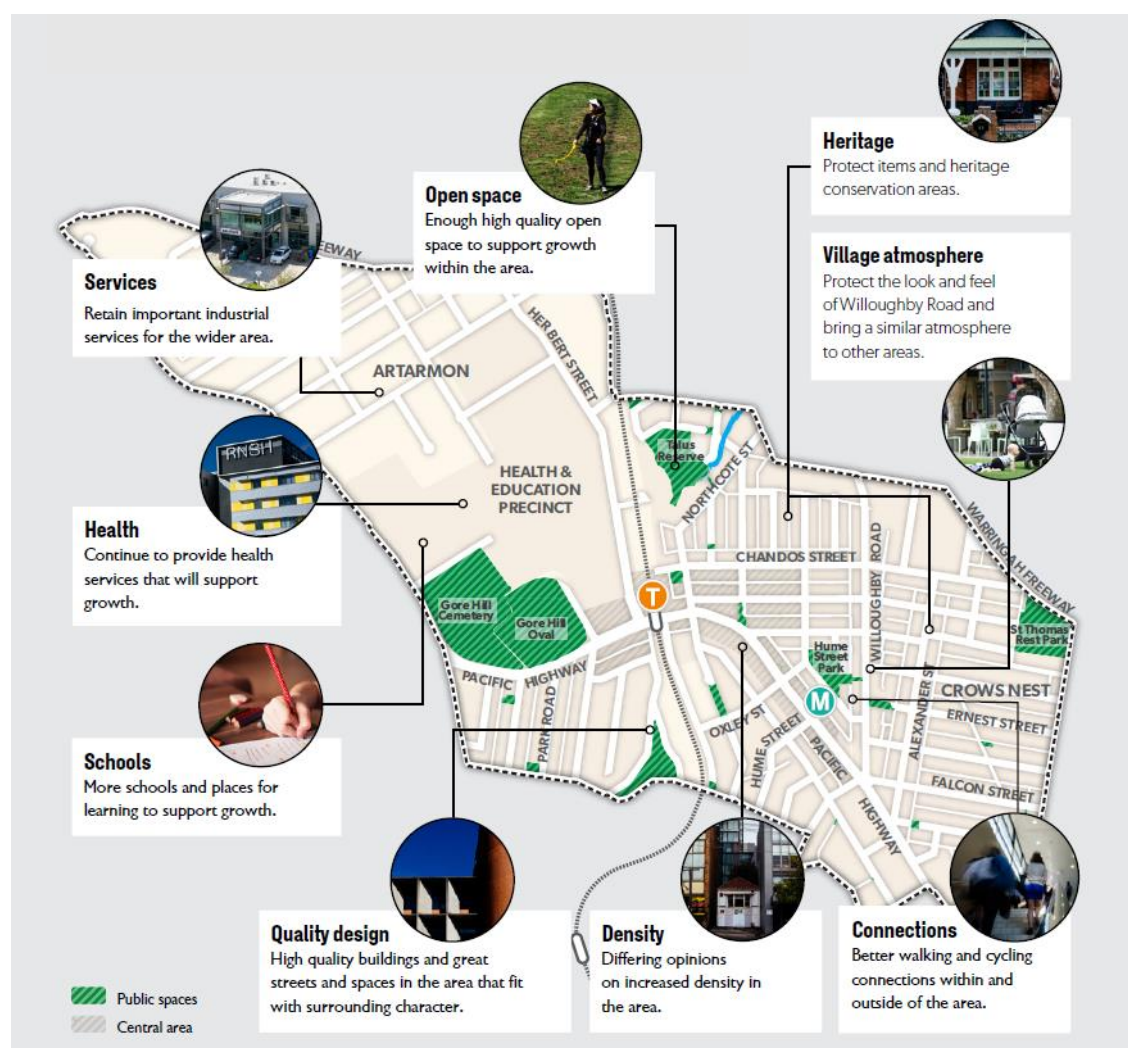 Heritage
Protect items and heritage
conservation areas.
Open space
Enough high quality open
space to support growth
within the area.
Village atmosphere
Protect the look and feel
of Willoughby Road and
bring a similar atmosphere
to other areas.
Services
Retain important industrial
services for the wider area.
HERBERT STREET
ARTARMON
RNSH
HEALTH &
EDUCATION
PRECINCT
Talus
Reserve
NORTHCOTE ST
WARRINGAH FREEWAY
Health
Continue to provide health
services that will support
growth.
CHANDOS STREET
WILLOUGHBY ROAD
T
Gore Hill
Cemetery
Gore Hill
Oval
St Thomas
Rest Park
Hume
Street
Park
PACIFIC HIGHWAY
PARK ROAD
M
CROWS NEST
ERNEST STREET
OXLEY ST
HUME STREET
ALEXANDER ST
PACIFIC HIGHWAY
FALCON STREET
Schools
More schools and places for
learning to support growth.
Quality design
High quality buildings and great
streets and spaces in the area that fit
with surrounding character.
Density
Differing opinions
on increased density in
the area.
Connections
Better walking and cycling
connections within and
outside of the area.
Public spaces
Central area